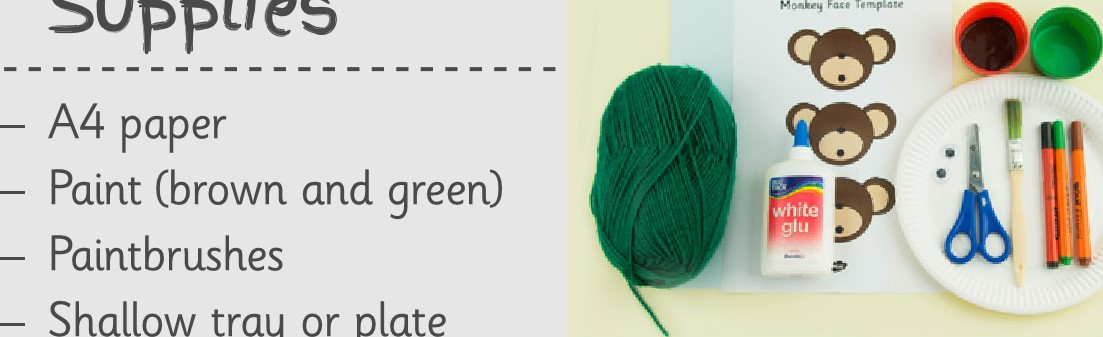 Supplies
A4 paper
Paint (brown and green)
Paintbrushes
Shallow tray or plate
Monkey Face Template
white
glu